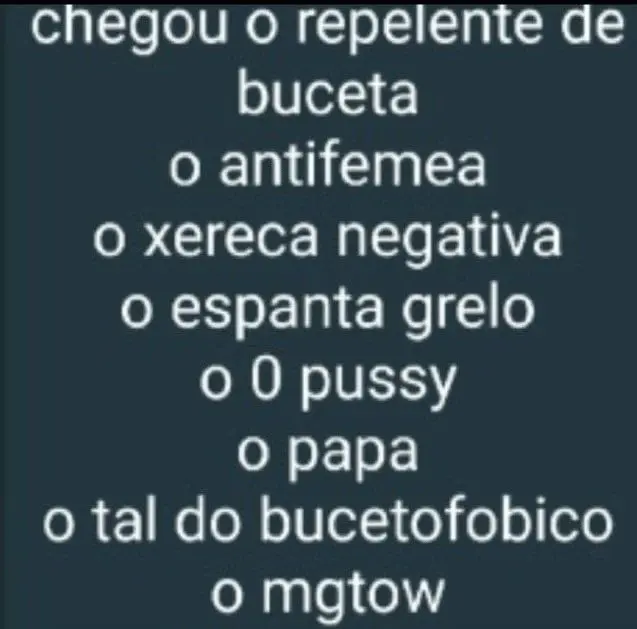 chegou o repelente de
buceta
o antifemea
o xereca negativa
o espanta grelo
o 0 pussy
o papa
o tal do bucetofobico
o mgtow